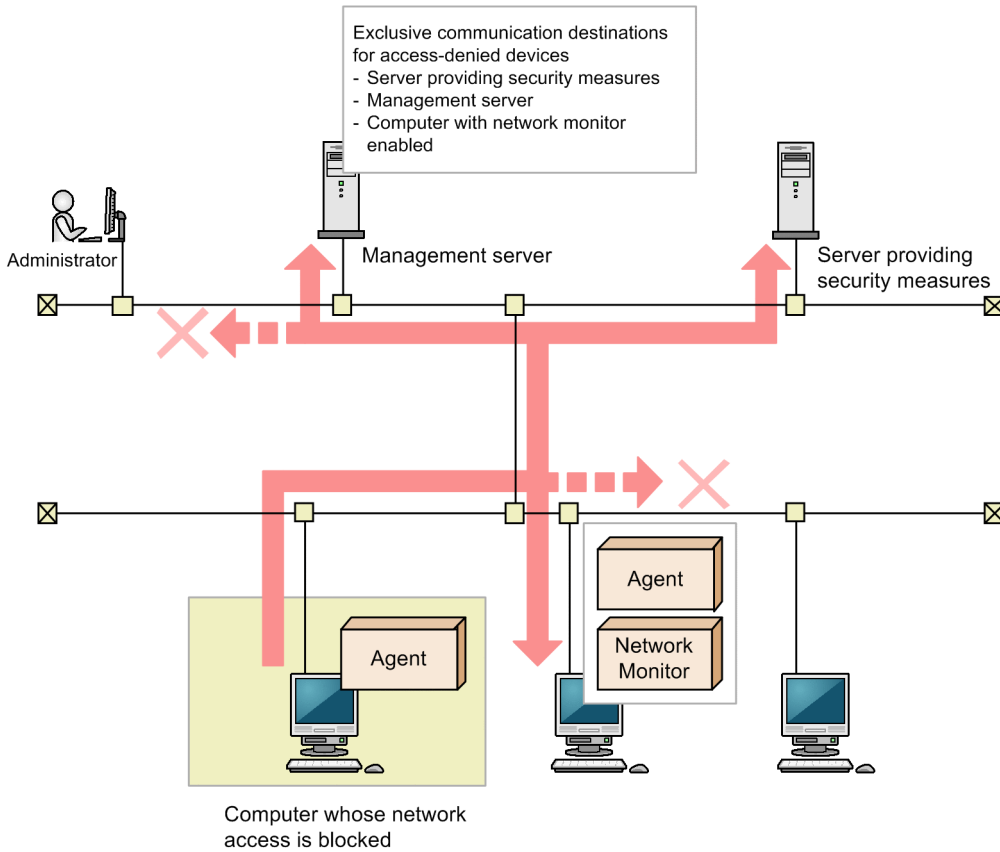 Exclusive communication destinations
for access-denied devices
- Server providing security measures
- Management server
- Computer with network monitor
enabled
Administrator
Management server
Server providing
security measures
Agent
Network
Monitor
Agent
Computer whose network
access is blocked